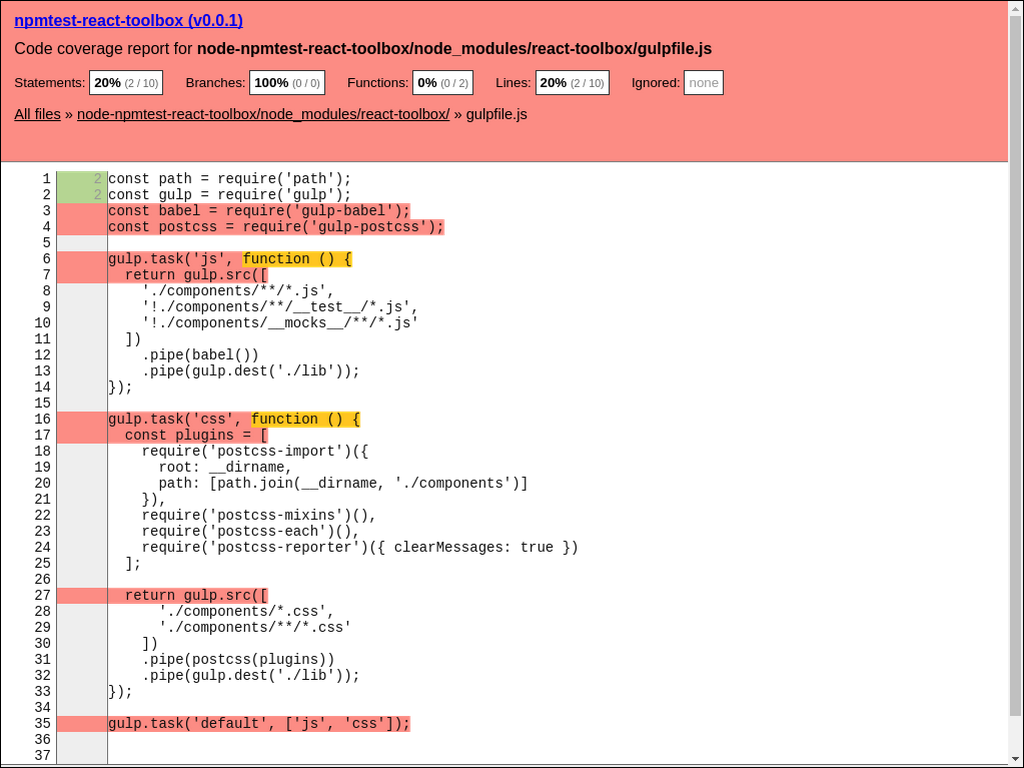 npmtest-react-toolbox (v0.0.1)
Code coverage report for node-npmtest-react-toolbox/node_modules/react-toolbox/gulpfile.js
Statements: 20% (2 / 10) Branches: 100% (0 / 0) Functions: 0% (0 / 2) Lines: 20% (2 / 10) Ignored: none
All files » node-npmtest-react-toolbox/node_modules/react-toolbox/ » gulpfile.js
1 2 const path = require('path');
2 2 const gulp = require('gulp');
3 const babel = require('gulp-babel');
4 const postcss = require('gulp-postcss');
5
6 gulp.task('js', function () {
7   return gulp.src([
8     './components/**/*.js',
9     '!./components/**/__test__/*.js',
10     '!./components/__mocks__/**/*.js'
11   ])
12     .pipe(babel())
13     .pipe(gulp.dest('./lib'));
14 });
15
16 gulp.task('css', function () {
17   const plugins = [
18     require('postcss-import')({
19       root: __dirname,
20       path: [path.join(__dirname, './components')]
21     }),
22     require('postcss-mixins')(),
23     require('postcss-each')(),
24     require('postcss-reporter')({ clearMessages: true })
25   ];
26
27   return gulp.src([
28       './components/*.css',
29       './components/**/*.css'
30     ])
31     .pipe(postcss(plugins))
32     .pipe(gulp.dest('./lib'));
33 });
34
35 gulp.task('default', ['js', 'css']);
36
37